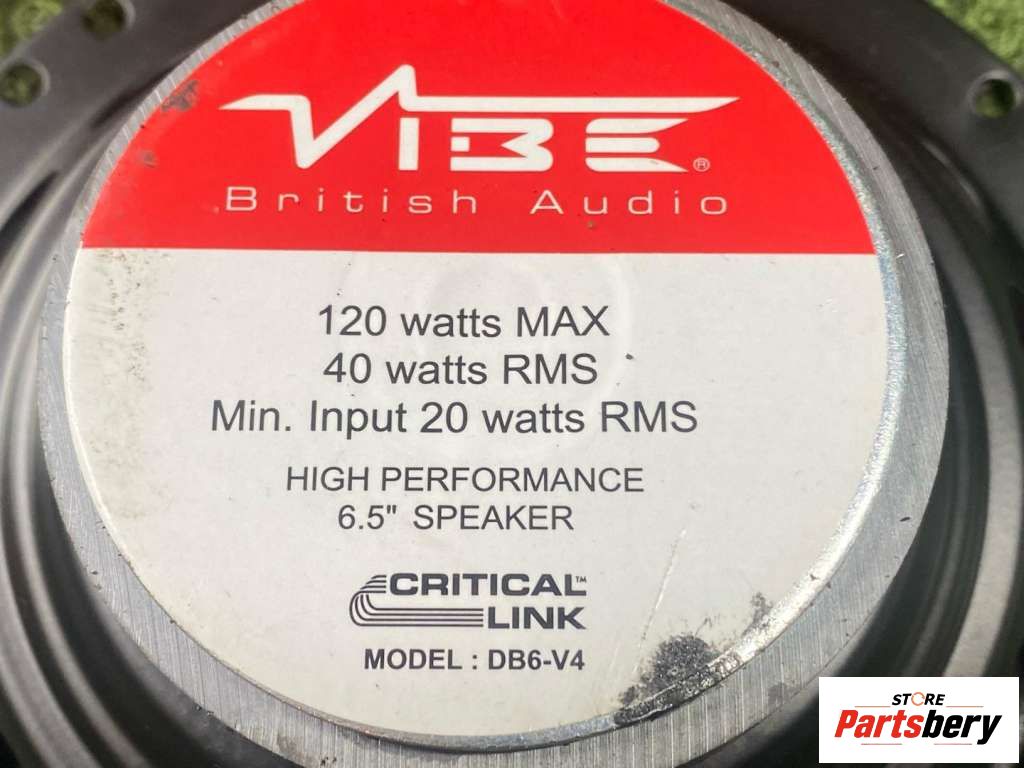 VIBE®
British Audio
120 watts MAX
40 watts RMS
Min. Input 20 watts RMS
HIGH PERFORMANCE
6.5" SPEAKER
CRITICAL™
LINK
MODEL : DB6-V4
STORE
Partsbery